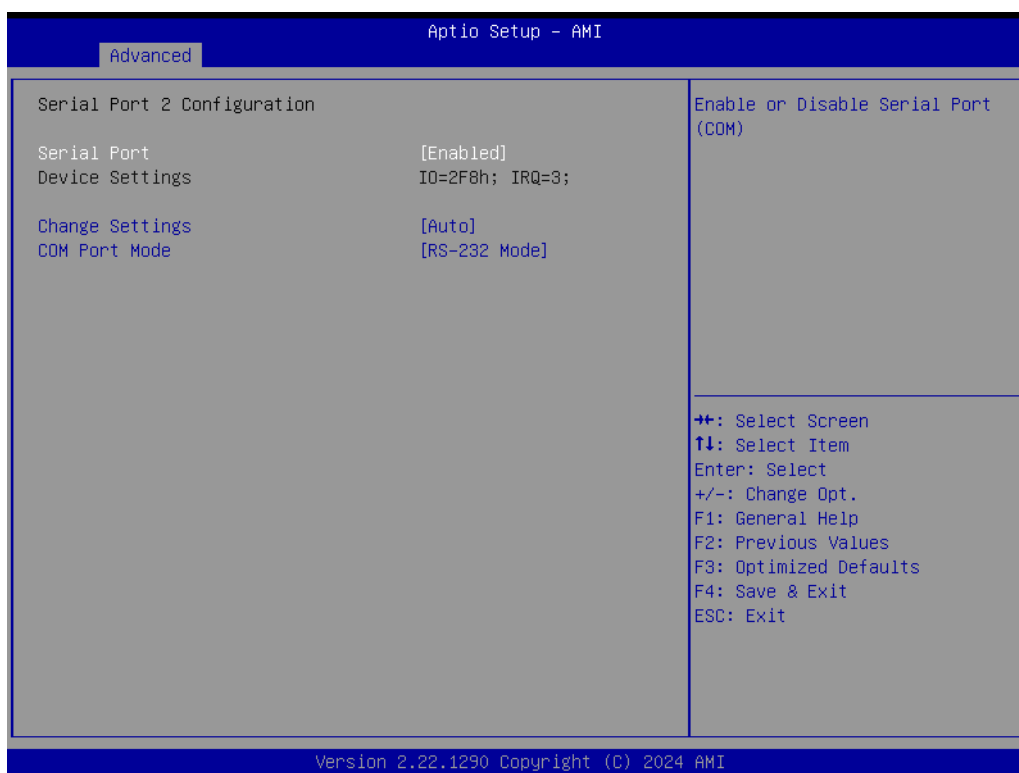 Aptio Setup – AMI
Advanced
Serial Port 2 Configuration
Serial Port [Enabled]
Device Settings IO=2F8h; IRQ=3;
Change Settings [Auto]
COM Port Mode [RS-232 Mode]
Enable or Disable Serial Port
(COM)
→←: Select Screen
↑↓: Select Item
Enter: Select
+/-: Change Opt.
F1: General Help
F2: Previous Values
F3: Optimized Defaults
F4: Save & Exit
ESC: Exit
Version 2.22.1290 Copyright (C) 2024 AMI